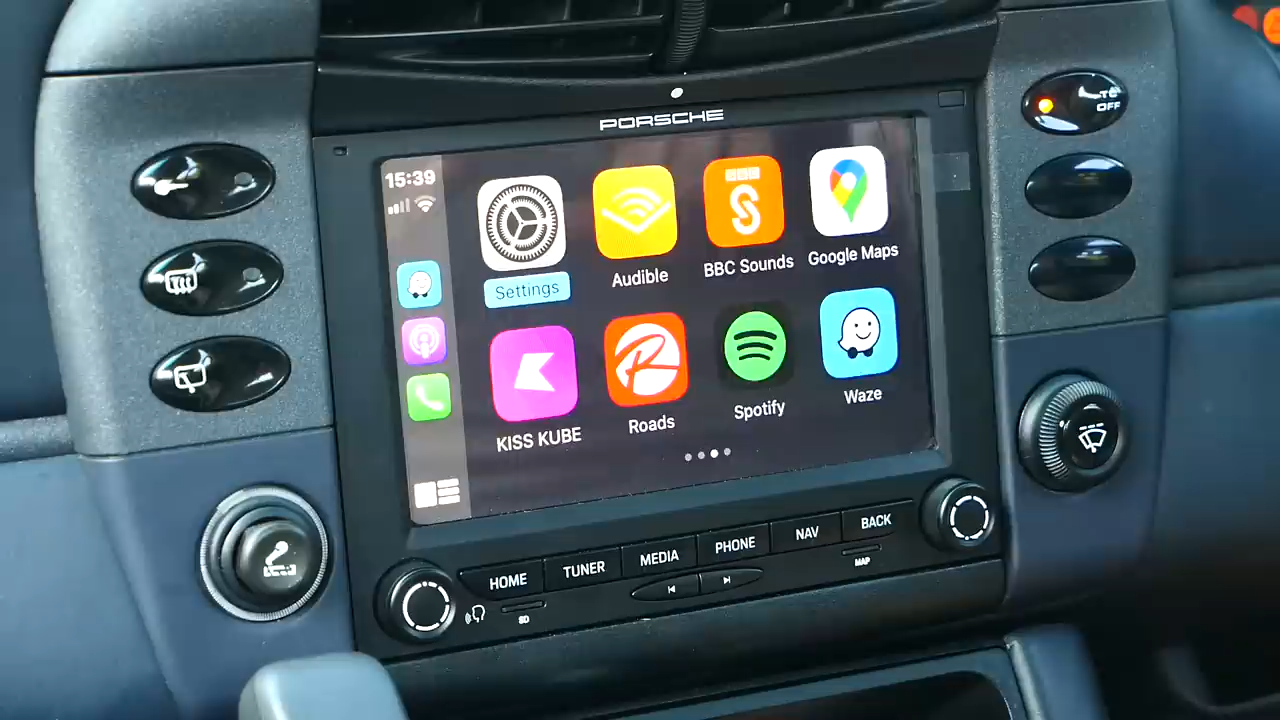 PORSCHE
OFF
15:39
Settings
Audible
BBC
BBC Sounds
Google Maps
KISS KUBE
R
Roads
Spotify
Waze
HOME
TUNER
MEDIA
PHONE
NAV
BACK
SD
MAP